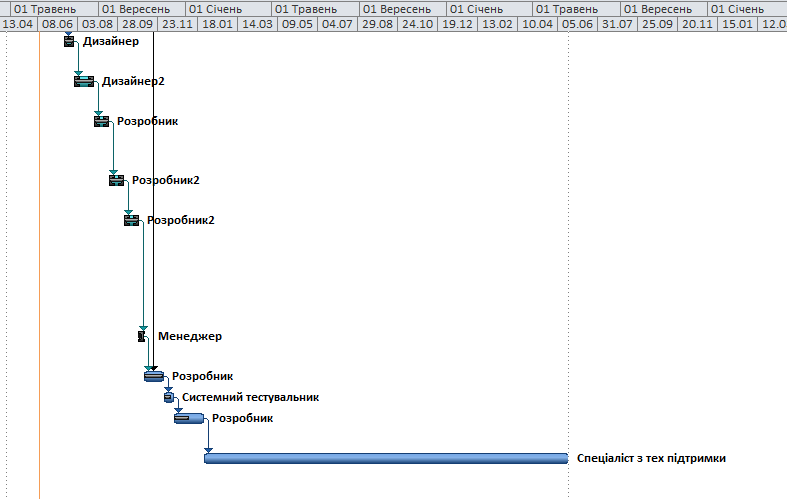 01 Травень 01 Вересень 01 Січень 01 Травень 01 Вересень 01 Січень 01 Травень 01 Вересень 01 Січень
13.04 08.06 03.08 28.09 23.11 18.01 14.03 09.05 04.07 29.08 24.10 19.12 13.02 10.04 05.06 31.07 25.09 20.11 15.01 12.0
Дизайнер
Дизайнер2
Розробник
Розробник2
Розробник2
Менеджер
Розробник
Системний тестувальник
Розробник
Спеціаліст з тех підтримки